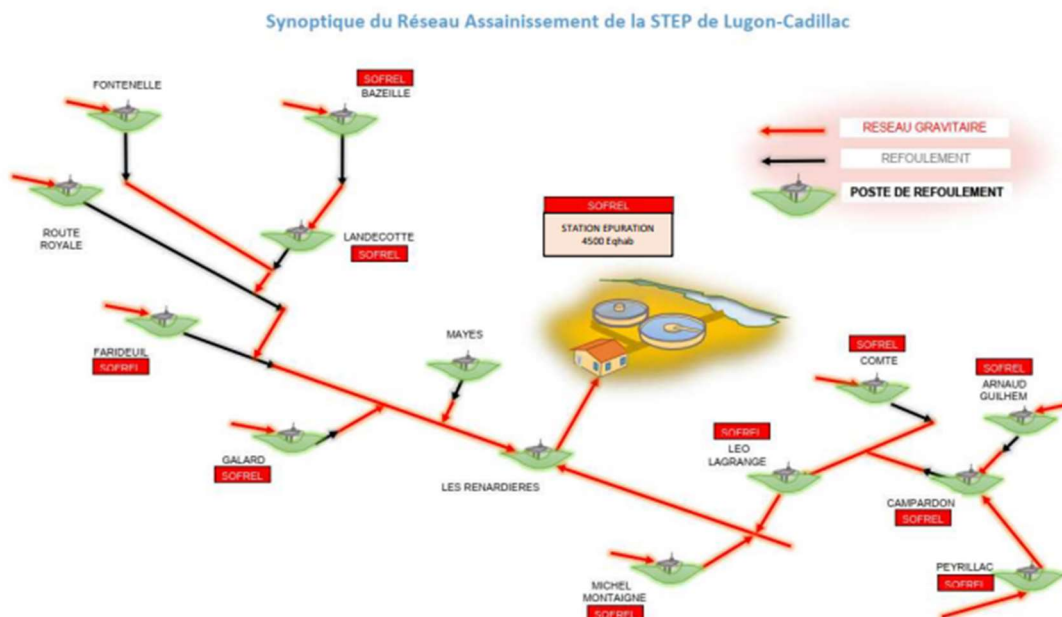 Synoptique du Réseau Assainissement de la STEP de Lugon-Cadillac
FONTENELLE
SOFREL
BAZEILLE
RESEAU GRAVITAIRE
REFOULEMENT
POSTE DE REFOULEMENT
ROUTE
ROYALE
LANDECOTTE
SOFREL
SOFREL
STATION EPURATION
4500 Eqhab
FARIDEUIL
SOFREL
MAYES
SOFREL
COMTE
SOFREL
ARNAUD
GUILHEM
GALARD
SOFREL
LES RENARDIERES
SOFREL
LEO
LAGRANGE
CAMPARDON
SOFREL
MICHEL
MONTAIGNE
SOFREL
PEYRILLAC
SOFREL